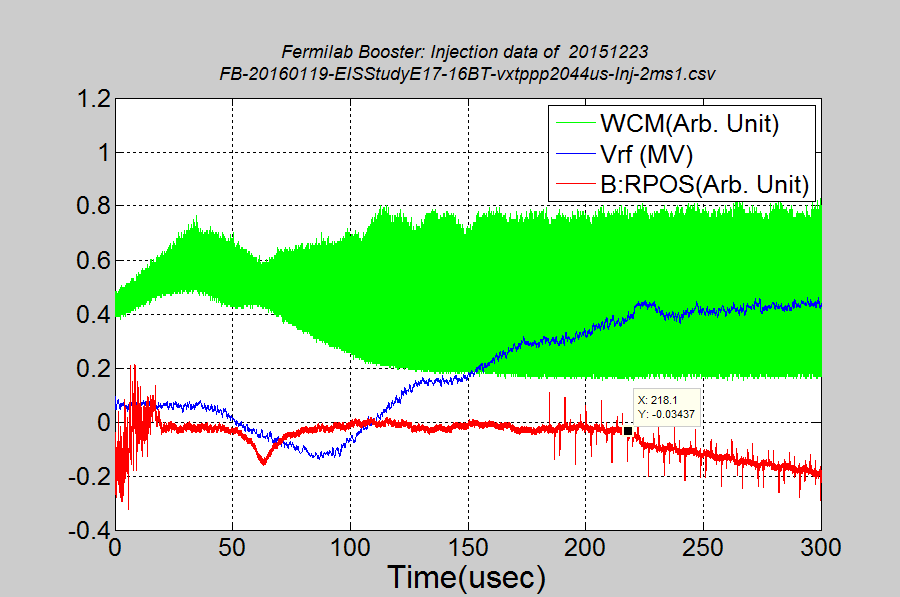 Fermilab Booster: Injection data of 20151223
FB-20160119-EISStudyE17-16BT-vxtppp2044us-Inj-2ms1.csv
1.2
1
0.8
0.6
0.4
0.2
0
-0.2
-0.4
WCM(Arb. Unit)
Vrf (MV)
B:RPOS(Arb. Unit)
X: 218.1
Y: -0.03437
0 50 100 150 200 250 300
Time(usec)